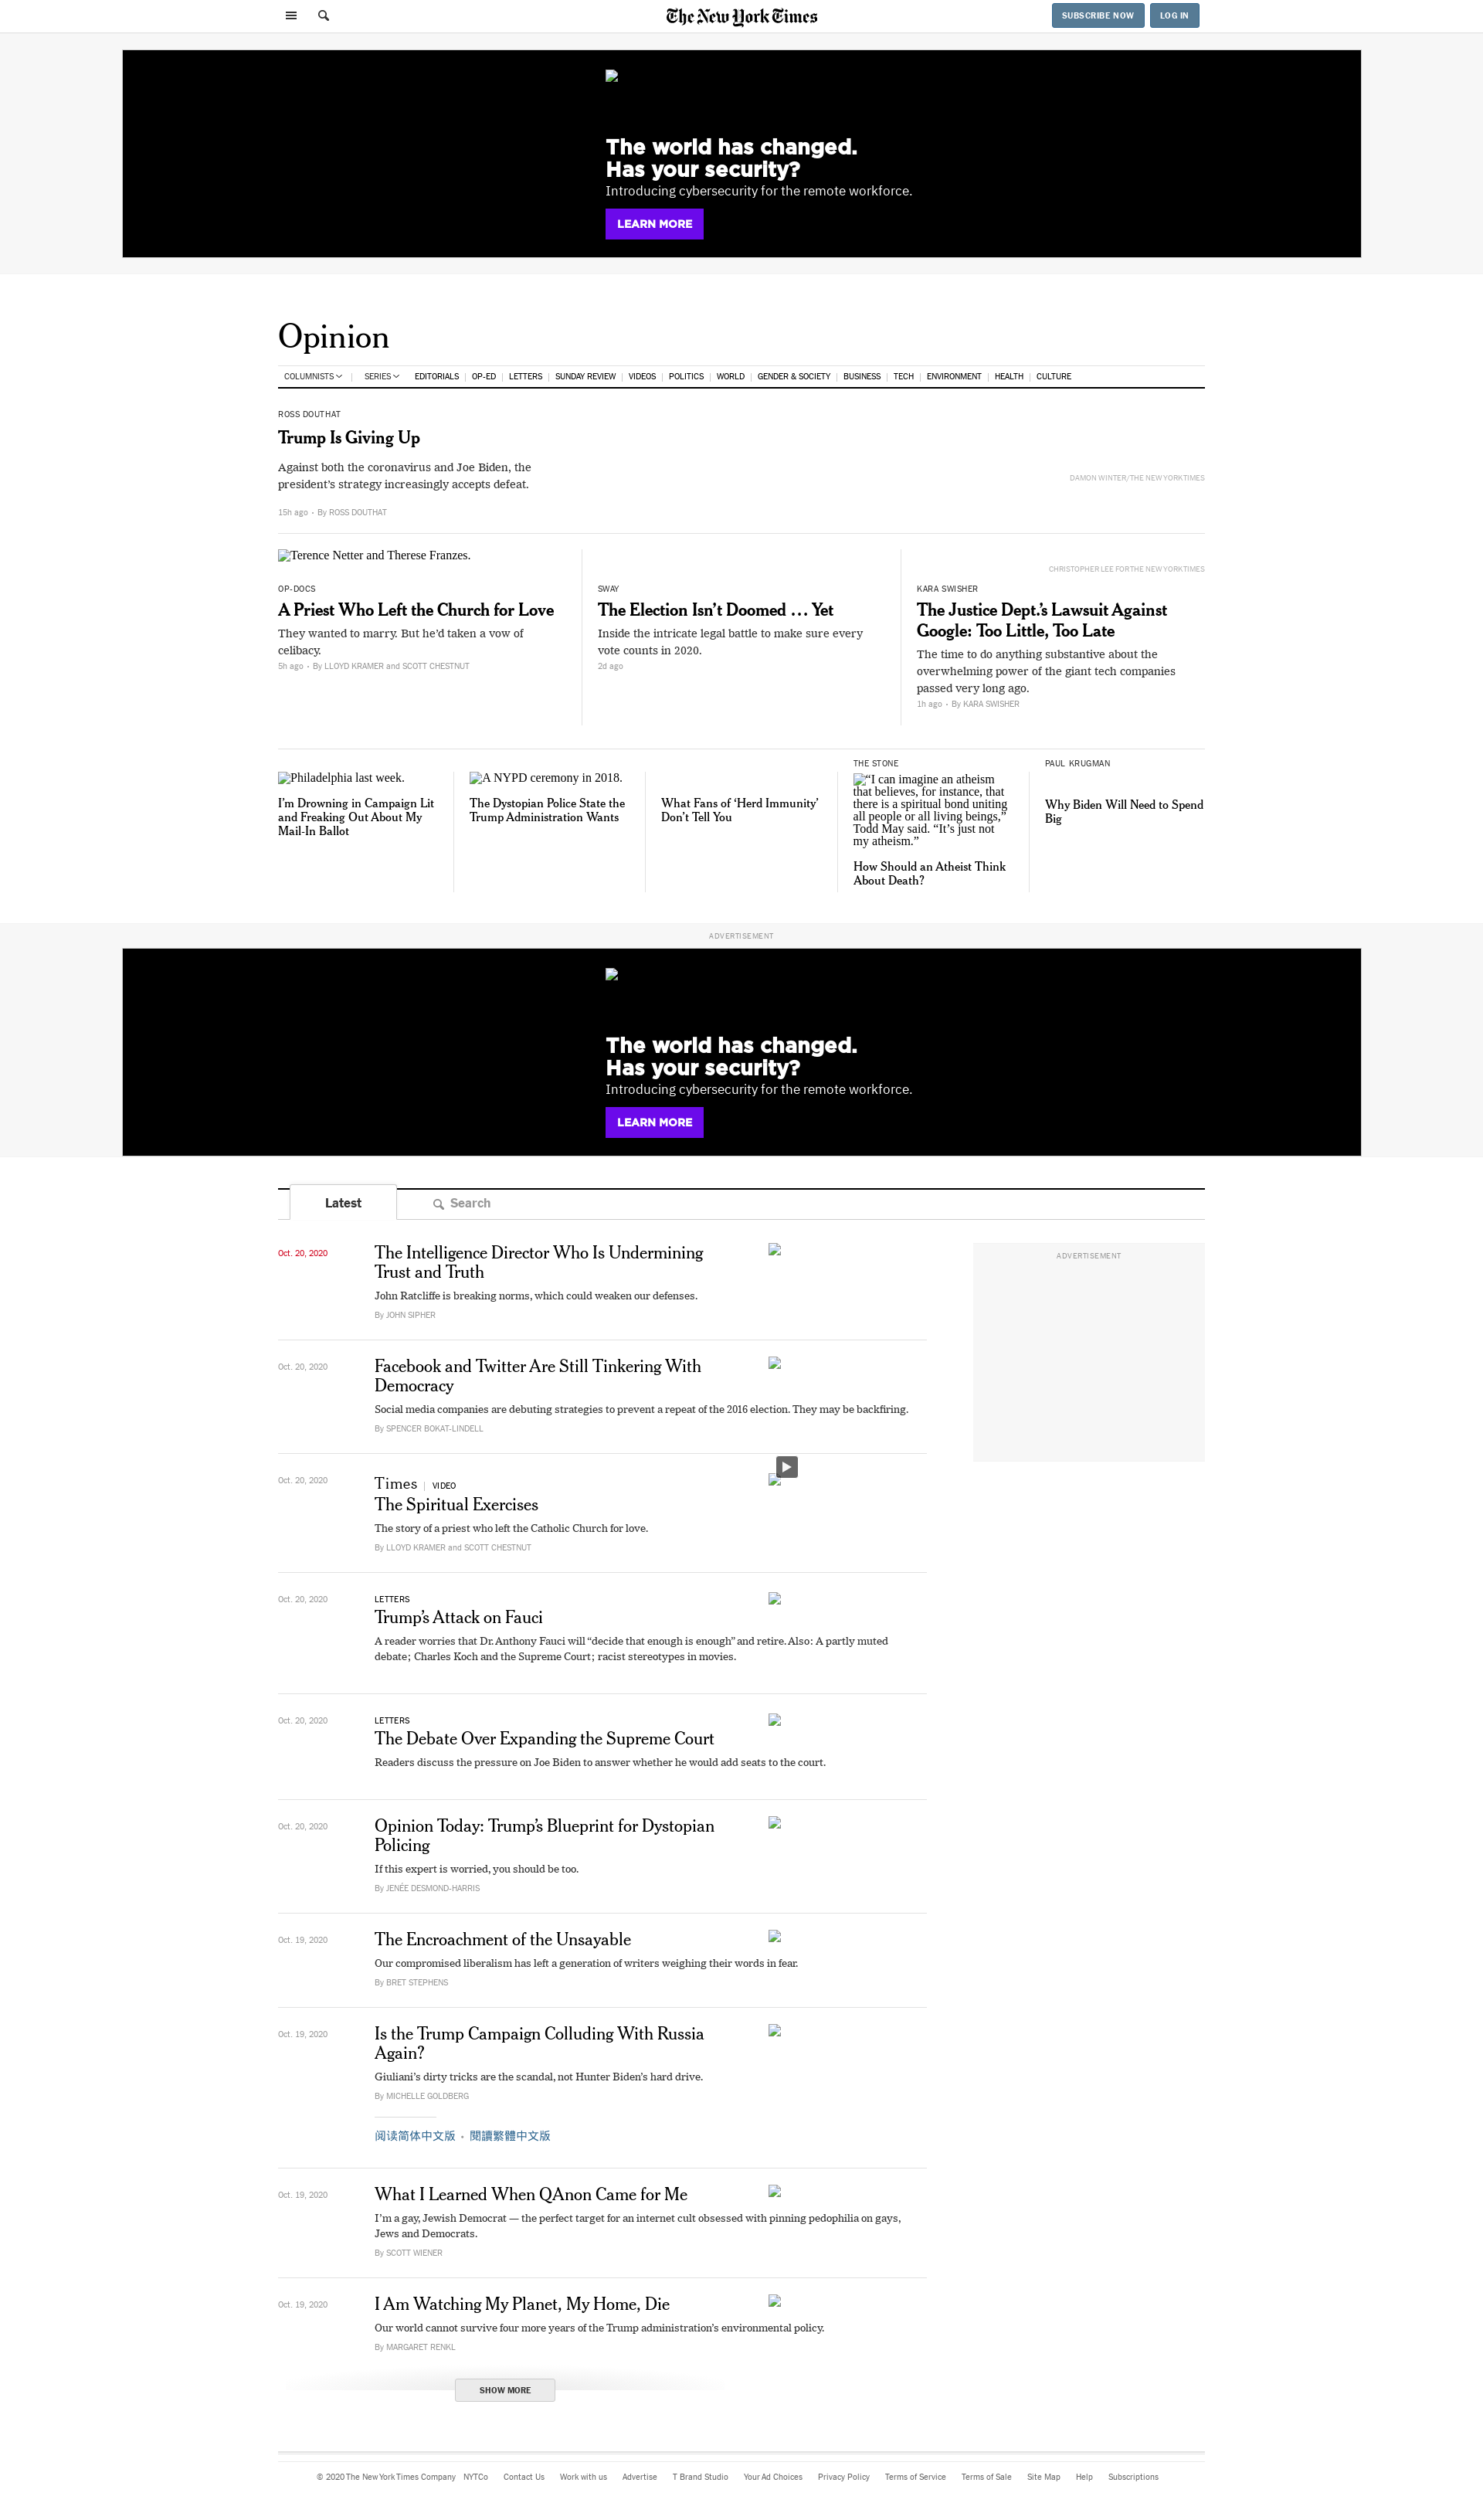 The New York Times
SUBSCRIBE NOW
LOG IN
The world has changed.
Has your security?
Introducing cybersecurity for the remote workforce.
LEARN MORE
Opinion
COLUMNISTS | SERIES EDITORIALS | OP-ED | LETTERS | SUNDAY REVIEW | VIDEOS | POLITICS | WORLD | GENDER & SOCIETY | BUSINESS | TECH | ENVIRONMENT | HEALTH | CULTURE
ROSS DOUTHAT
Trump Is Giving Up
Against both the coronavirus and Joe Biden, the
president’s strategy increasingly accepts defeat.
15h ago • By ROSS DOUTHAT
DAMON WINTER/THE NEW YORK TIMES
Terence Netter and Therese Franzes.
OP-DOCS
A Priest Who Left the Church for Love
They wanted to marry. But he’d taken a vow of
celibacy.
5h ago • By LLOYD KRAMER and SCOTT CHESTNUT
SWAY
The Election Isn’t Doomed … Yet
Inside the intricate legal battle to make sure every
vote counts in 2020.
2d ago
CHRISTOPHER LEE FOR THE NEW YORK TIMES
KARA SWISHER
The Justice Dept.’s Lawsuit Against
Google: Too Little, Too Late
The time to do anything substantive about the
overwhelming power of the giant tech companies
passed very long ago.
1h ago • By KARA SWISHER
Philadelphia last week.
I’m Drowning in Campaign Lit
and Freaking Out About My
Mail-In Ballot
A NYPD ceremony in 2018.
The Dystopian Police State the
Trump Administration Wants
What Fans of ‘Herd Immunity’
Don’t Tell You
THE STONE
“I can imagine an atheism
that believes, for instance, that
there is a spiritual bond uniting
all people or all living beings,”
Todd May said. “It’s just not
my atheism.”
How Should an Atheist Think
About Death?
PAUL KRUGMAN
Why Biden Will Need to Spend
Big
ADVERTISEMENT
The world has changed.
Has your security?
Introducing cybersecurity for the remote workforce.
LEARN MORE
Latest
Search
ADVERTISEMENT
Oct. 20, 2020
The Intelligence Director Who Is Undermining
Trust and Truth
John Ratcliffe is breaking norms, which could weaken our defenses.
By JOHN SIPHER
Oct. 20, 2020
Facebook and Twitter Are Still Tinkering With
Democracy
Social media companies are debuting strategies to prevent a repeat of the 2016 election. They may be backfiring.
By SPENCER BOKAT-LINDELL
Oct. 20, 2020
Times | VIDEO
The Spiritual Exercises
The story of a priest who left the Catholic Church for love.
By LLOYD KRAMER and SCOTT CHESTNUT
Oct. 20, 2020
LETTERS
Trump’s Attack on Fauci
A reader worries that Dr. Anthony Fauci will “decide that enough is enough” and retire. Also: A partly muted
debate; Charles Koch and the Supreme Court; racist stereotypes in movies.
Oct. 20, 2020
LETTERS
The Debate Over Expanding the Supreme Court
Readers discuss the pressure on Joe Biden to answer whether he would add seats to the court.
Oct. 20, 2020
Opinion Today: Trump’s Blueprint for Dystopian
Policing
If this expert is worried, you should be too.
By JENÉE DESMOND-HARRIS
Oct. 19, 2020
The Encroachment of the Unsayable
Our compromised liberalism has left a generation of writers weighing their words in fear.
By BRET STEPHENS
Oct. 19, 2020
Is the Trump Campaign Colluding With Russia
Again?
Giuliani’s dirty tricks are the scandal, not Hunter Biden’s hard drive.
By MICHELLE GOLDBERG
阅读简体中文版 • 閱讀繁體中文版
Oct. 19, 2020
What I Learned When QAnon Came for Me
I’m a gay, Jewish Democrat — the perfect target for an internet cult obsessed with pinning pedophilia on gays,
Jews and Democrats.
By SCOTT WIENER
Oct. 19, 2020
I Am Watching My Planet, My Home, Die
Our world cannot survive four more years of the Trump administration’s environmental policy.
By MARGARET RENKL
SHOW MORE
© 2020 The New York Times Company NYTCo Contact Us Work with us Advertise T Brand Studio Your Ad Choices Privacy Policy Terms of Service Terms of Sale Site Map Help Subscriptions